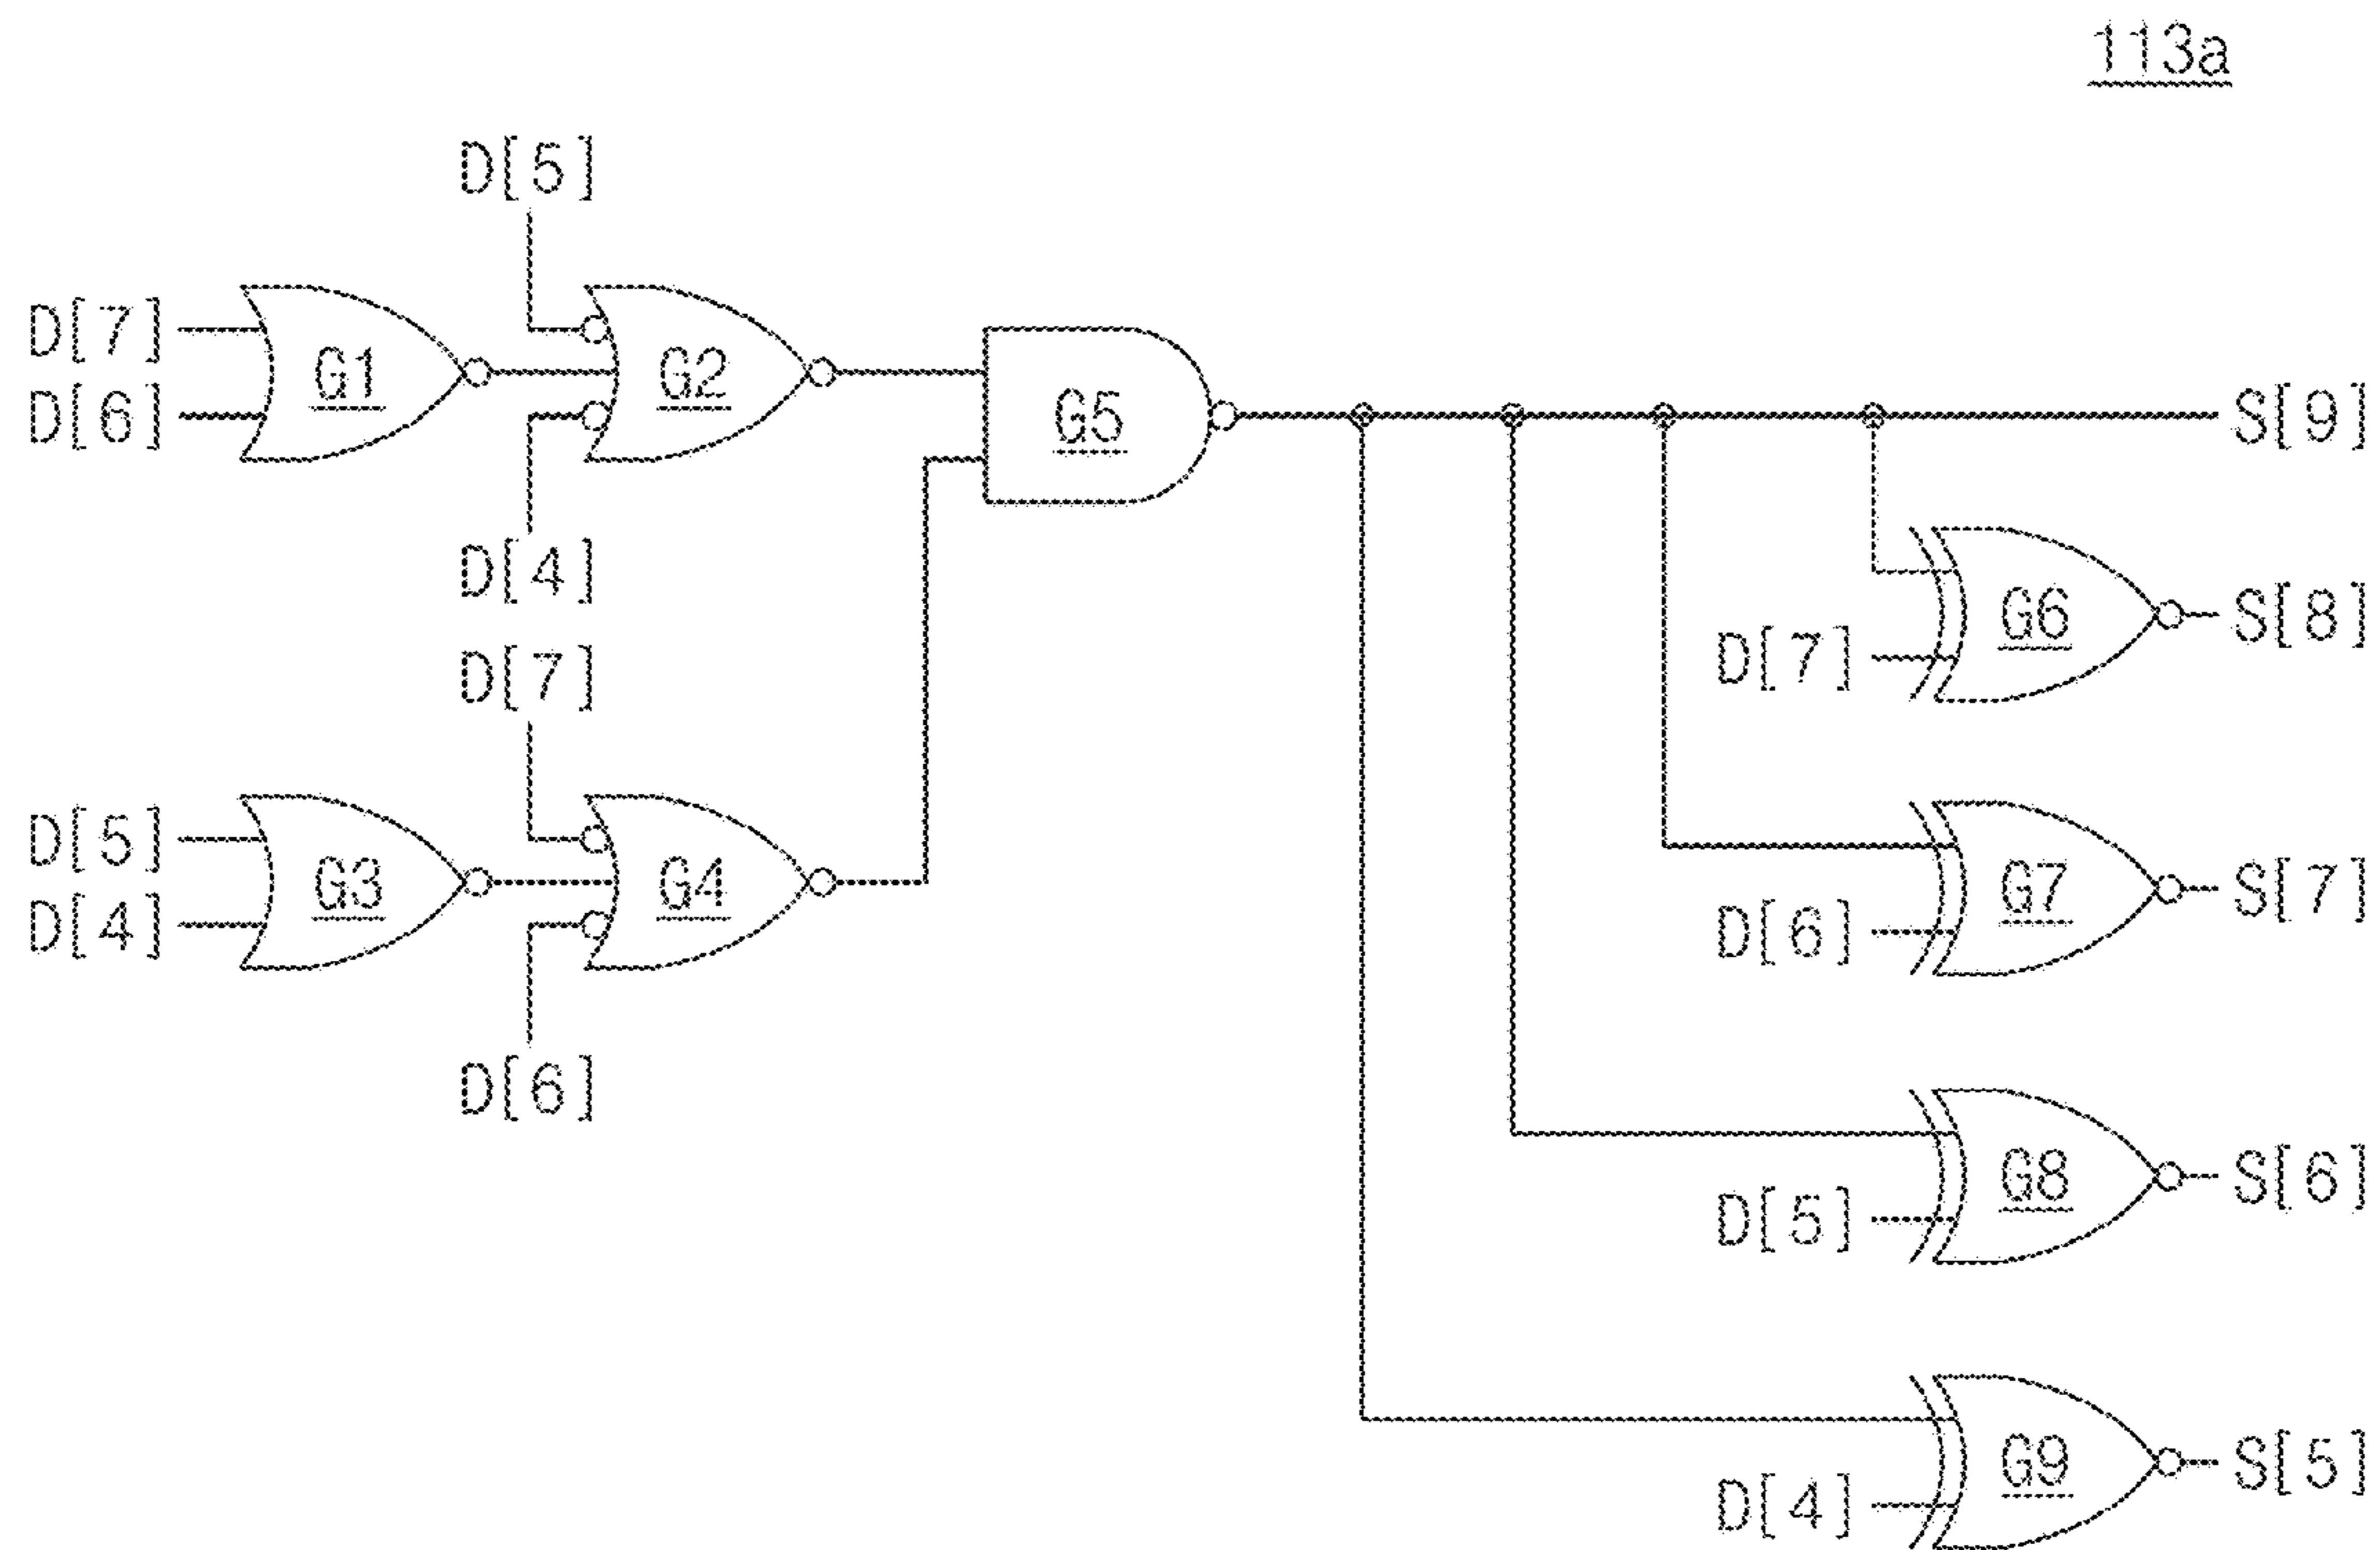 113a
D[5]
D[7]
D[6]
G1
G2
D[4]
G5
S[9]
D[7]
G6
S[8]
D[7]
D[5]
D[4]
G3
G4
D[6]
G7
S[7]
D[6]
D[5]
G8
S[6]
D[4]
G9
S[5]